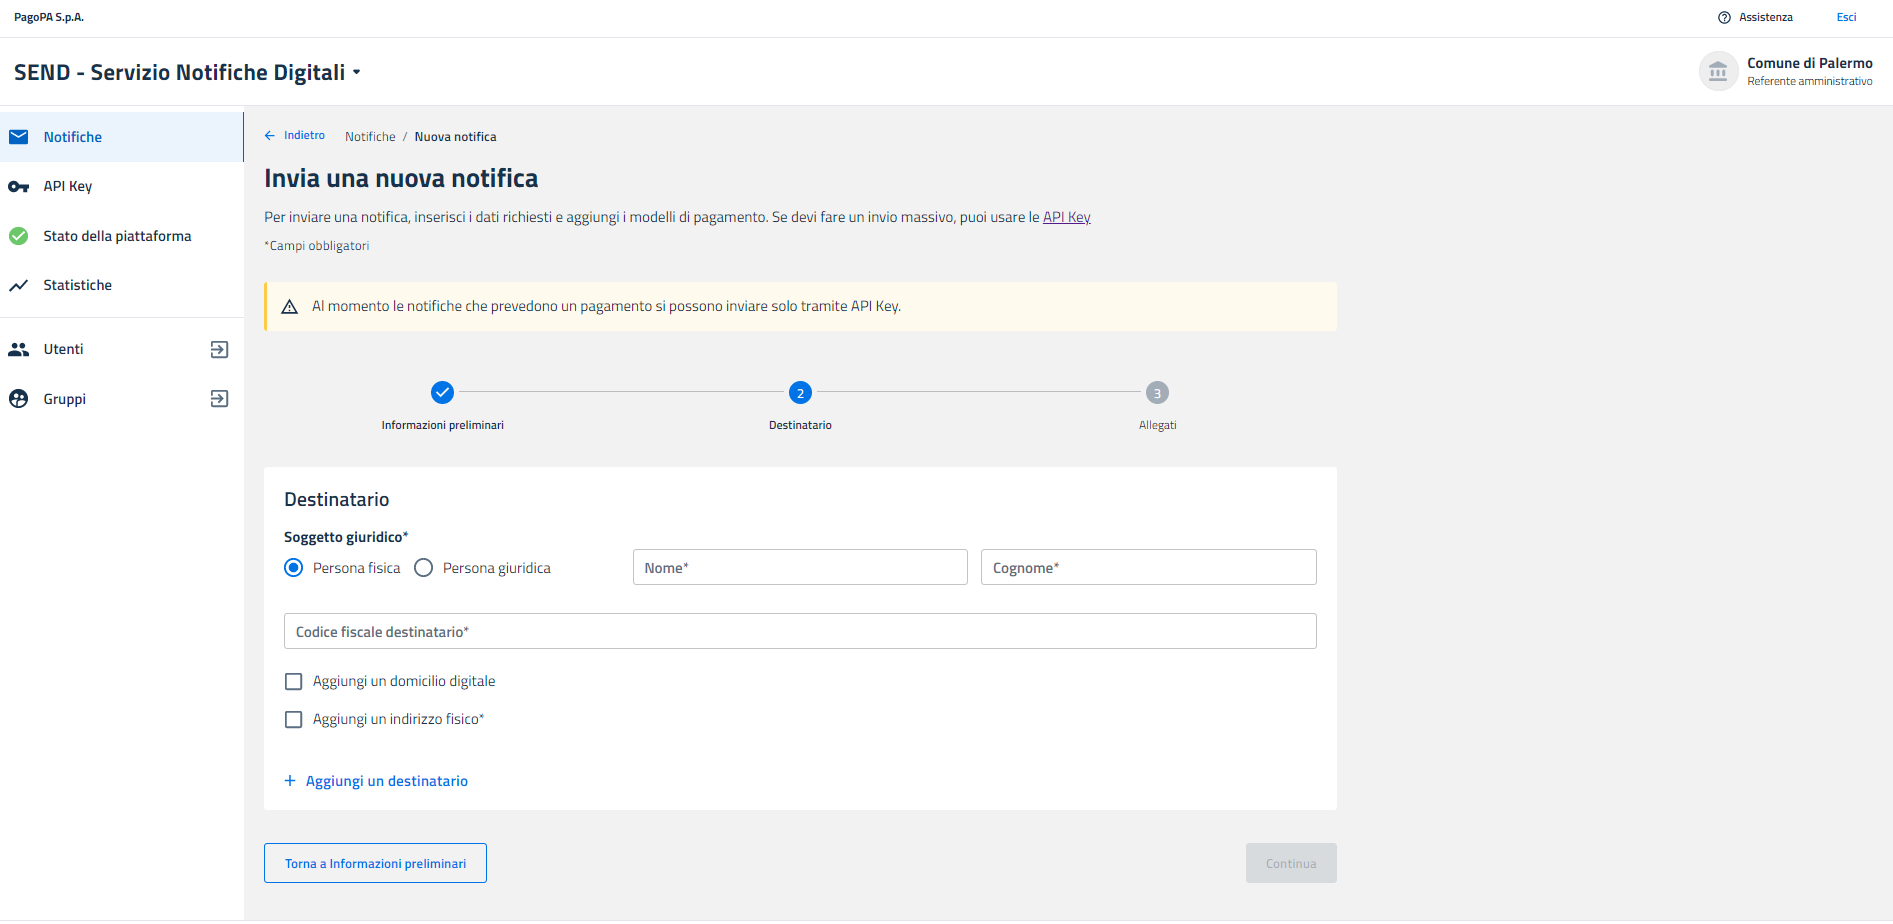 PagoPA S.p.A.
Assistenza
Esci
SEND - Servizio Notifiche Digitali
Comune di Palermo
Referente amministrativo
Notifiche
API Key
Stato della piattaforma
Statistiche
Utenti
Gruppi
Indietro
Notifiche / Nuova notifica
Invia una nuova notifica
Per inviare una notifica, inserisci i dati richiesti e aggiungi i modelli di pagamento. Se devi fare un invio massivo, puoi usare le API Key
*Campi obbligatori
Al momento le notifiche che prevedono un pagamento si possono inviare solo tramite API Key.
2
3
Informazioni preliminari
Destinatario
Allegati
Destinatario
Soggetto giuridico*
Persona fisica
Persona giuridica
Nome*
Cognome*
Codice fiscale destinatario*
Aggiungi un domicilio digitale
Aggiungi un indirizzo fisico*
+ Aggiungi un destinatario
Torna a Informazioni preliminari
Continua